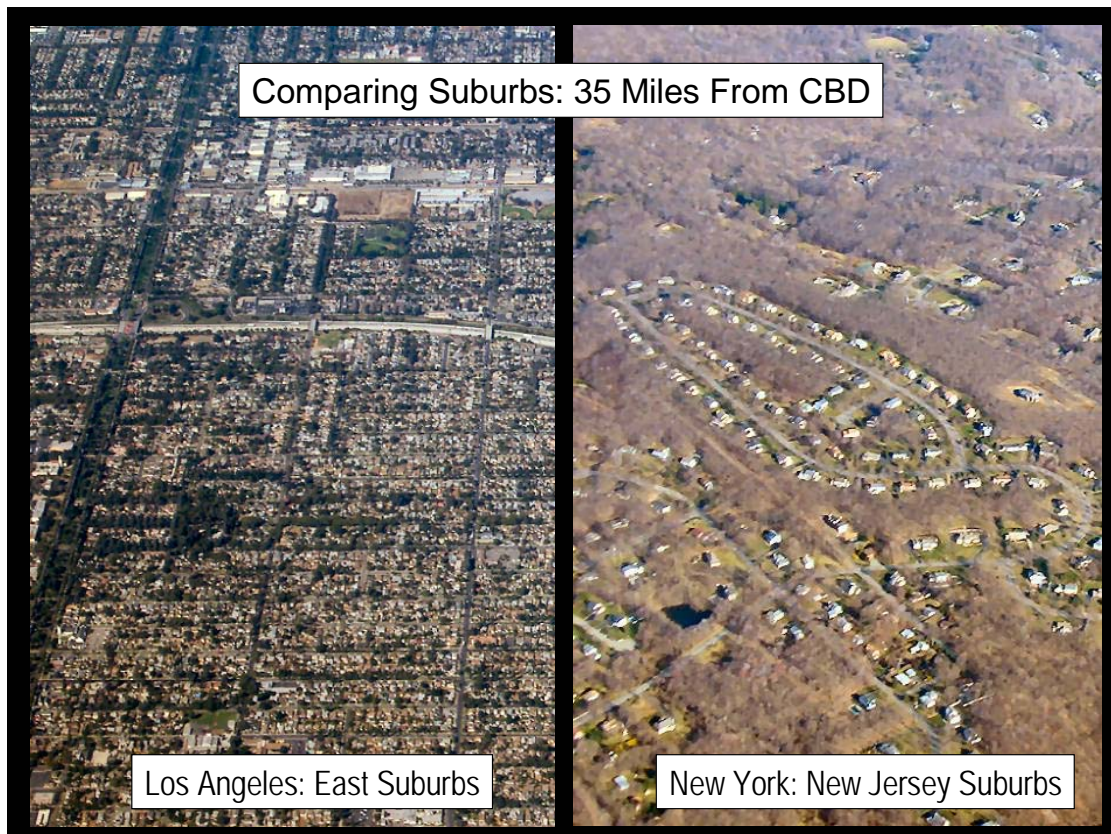 Comparing Suburbs: 35 Miles From CBD
Los Angeles: East Suburbs
New York: New Jersey Suburbs